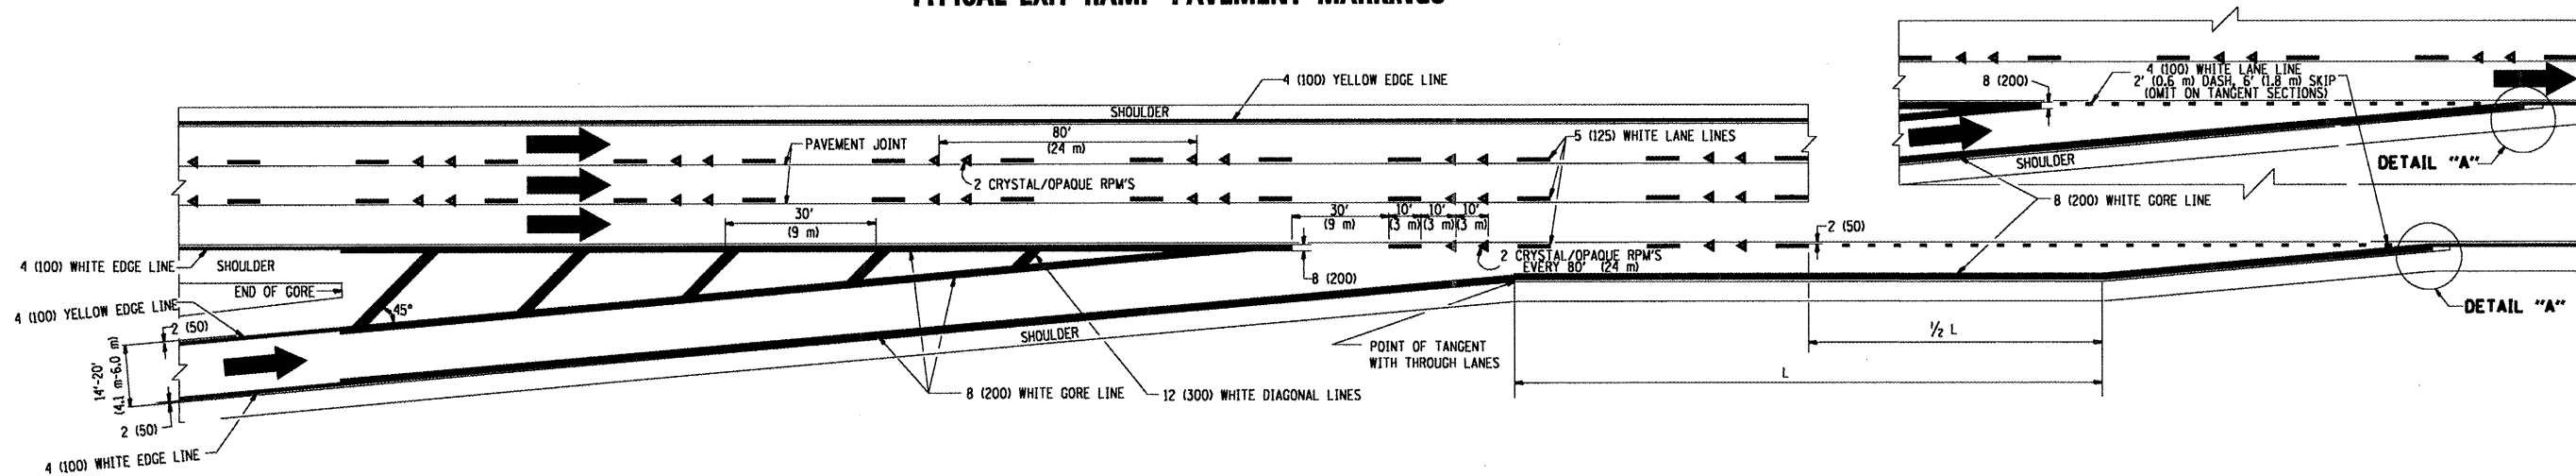 TYPICAL EXIT RAMP PAVEMENT MARKINGS
4 (100) YELLOW EDGE LINE
SHOULDER
80'
(24 m)
PAVEMENT JOINT
5 (125) WHITE LANE LINES
2 CRYSTAL/OPAQUE RPM'S
30'
(9 m)
30'
(9 m)
10'
(3 m)
10'
(3 m)
10'
(3 m)
4 (100) WHITE EDGE LINE
SHOULDER
END OF GORE
4 (100) YELLOW EDGE LINE
2 (50)
45°
14'-20'
(4.1 m-6.0 m)
2 (50)
4 (100) WHITE EDGE LINE
8 (200)
2 CRYSTAL/OPAQUE RPM'S
EVERY 80' (24 m)
SHOULDER
8 (200) WHITE GORE LINE
12 (300) WHITE DIAGONAL LINES
POINT OF TANGENT
WITH THROUGH LANES
2 (50)
1/2 L
L
8 (200)
4 (100) WHITE LANE LINE
2' (0.6 m) DASH, 6' (1.8 m) SKIP
(OMIT ON TANGENT SECTIONS)
SHOULDER
DETAIL "A"
8 (200) WHITE GORE LINE
DETAIL "A"